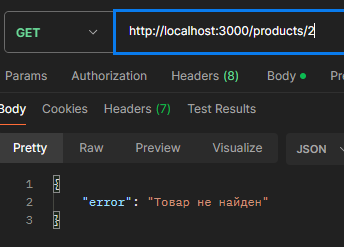 GET http://localhost:3000/products/2
Params Authorization Headers (8) Body
Body Cookies Headers (7) Test Results
Pretty Raw Preview Visualize JSON
1 {
2 "error": "Товар не найден"
3 }